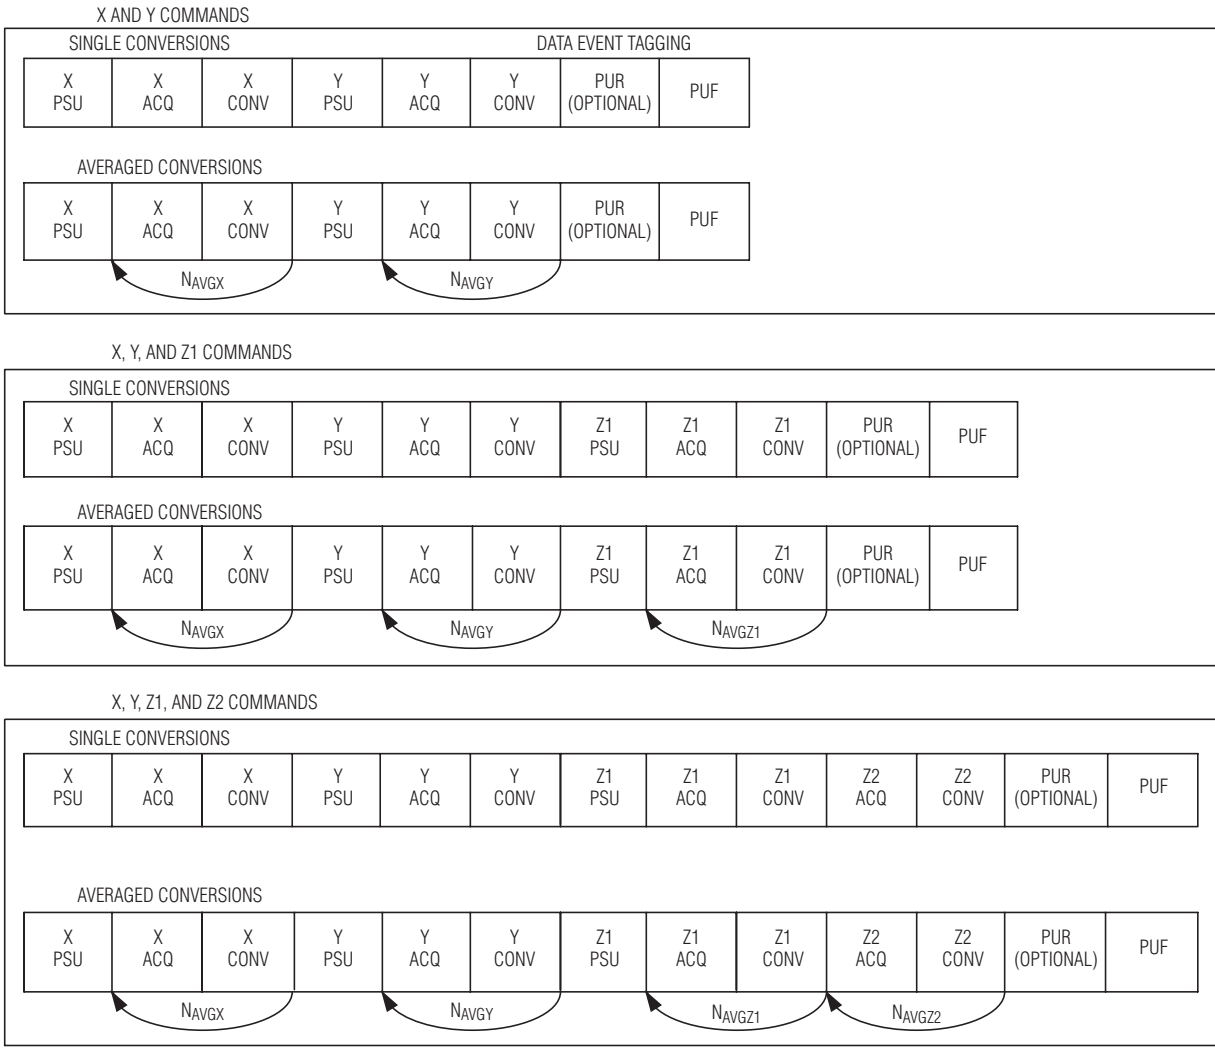 X AND Y COMMANDS
SINGLE CONVERSIONS DATA EVENT TAGGING
X PSU X ACQ X CONV Y PSU Y ACQ Y CONV PUR (OPTIONAL) PUF
AVERAGED CONVERSIONS
X PSU X ACQ X CONV Y PSU Y ACQ Y CONV PUR (OPTIONAL) PUF
NAVGX NAVGY
X, Y, AND Z1 COMMANDS
SINGLE CONVERSIONS
X PSU X ACQ X CONV Y PSU Y ACQ Y CONV Z1 PSU Z1 ACQ Z1 CONV PUR (OPTIONAL) PUF
AVERAGED CONVERSIONS
X PSU X ACQ X CONV Y PSU Y ACQ Y CONV Z1 PSU Z1 ACQ Z1 CONV PUR (OPTIONAL) PUF
NAVGX NAVGY NAVGZ1
X, Y, Z1, AND Z2 COMMANDS
SINGLE CONVERSIONS
X PSU X ACQ X CONV Y PSU Y ACQ Y CONV Z1 PSU Z1 ACQ Z1 CONV Z2 ACQ Z2 CONV PUR (OPTIONAL) PUF
AVERAGED CONVERSIONS
X PSU X ACQ X CONV Y PSU Y ACQ Y CONV Z1 PSU Z1 ACQ Z1 CONV Z2 ACQ Z2 CONV PUR (OPTIONAL) PUF
NAVGX NAVGY NAVGZ1 NAVGZ2